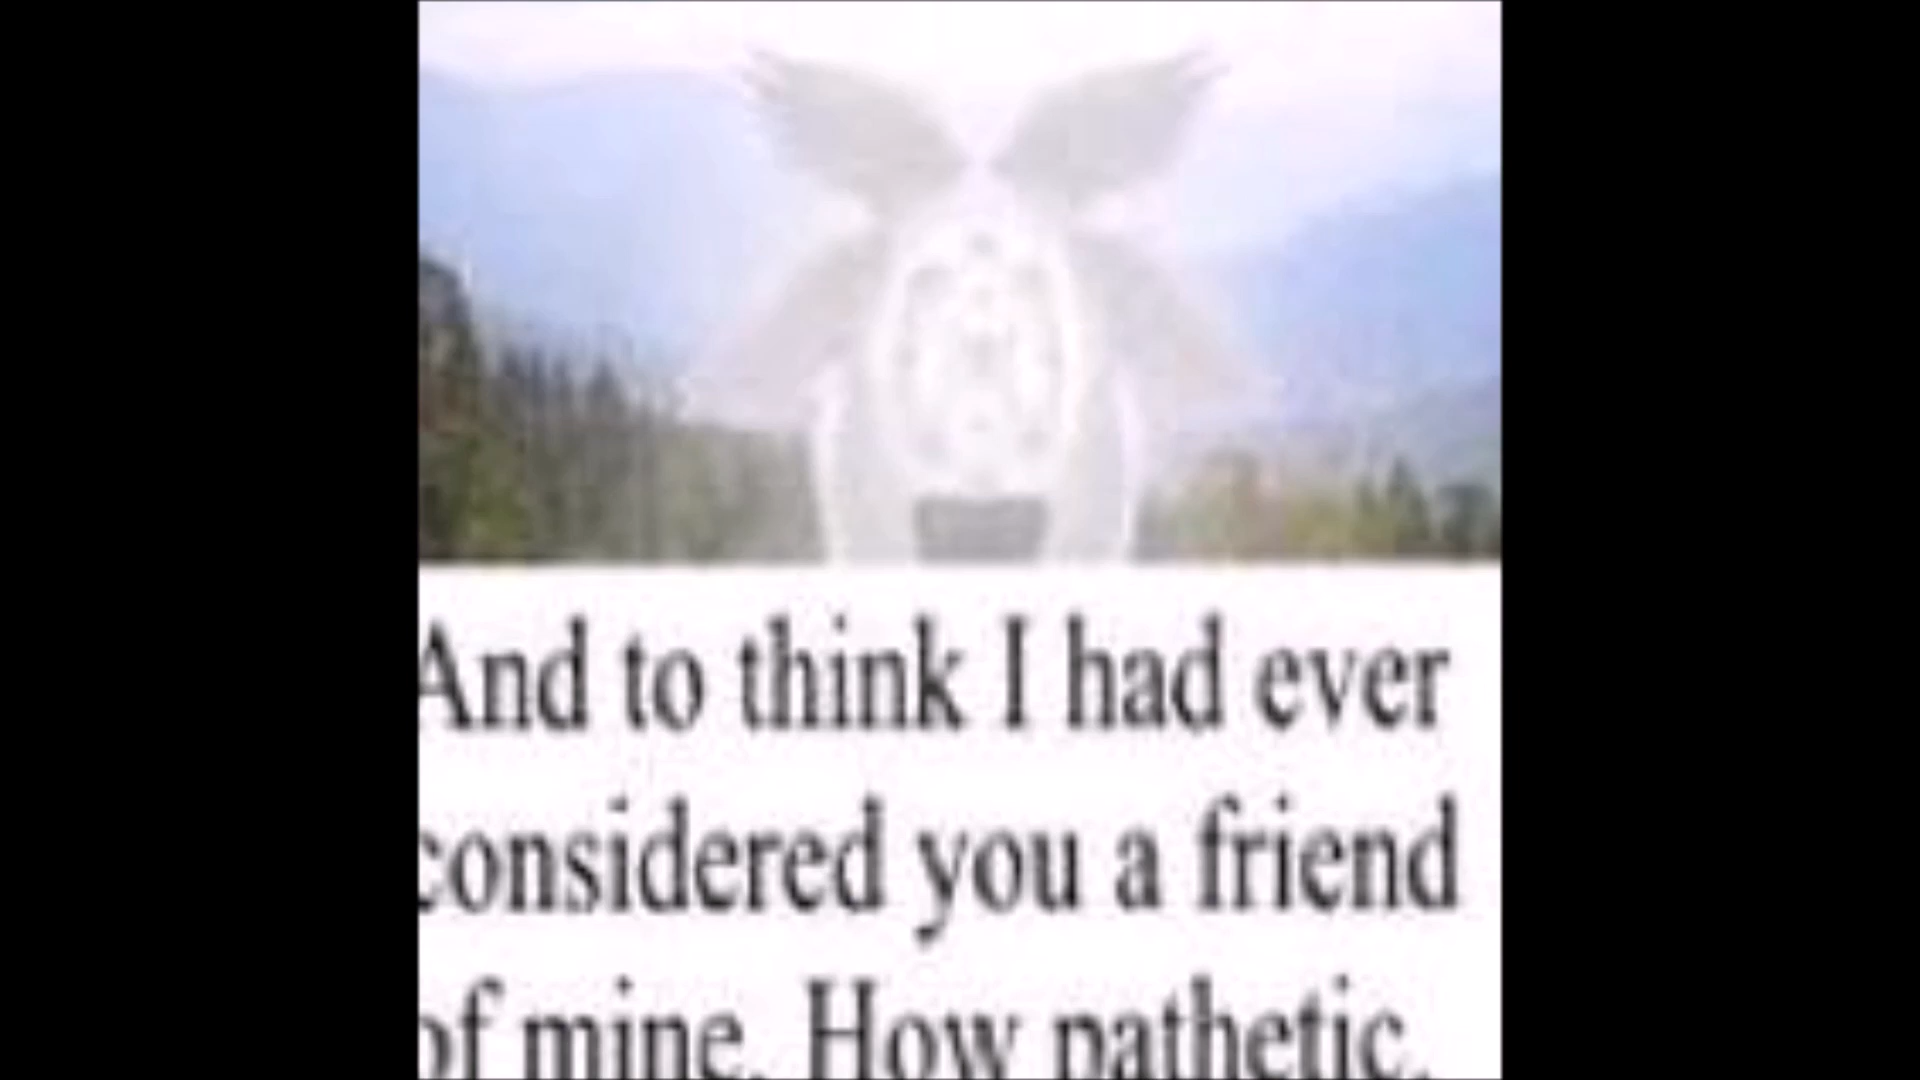 And to think I had ever
considered you a friend
of mine. How pathetic.